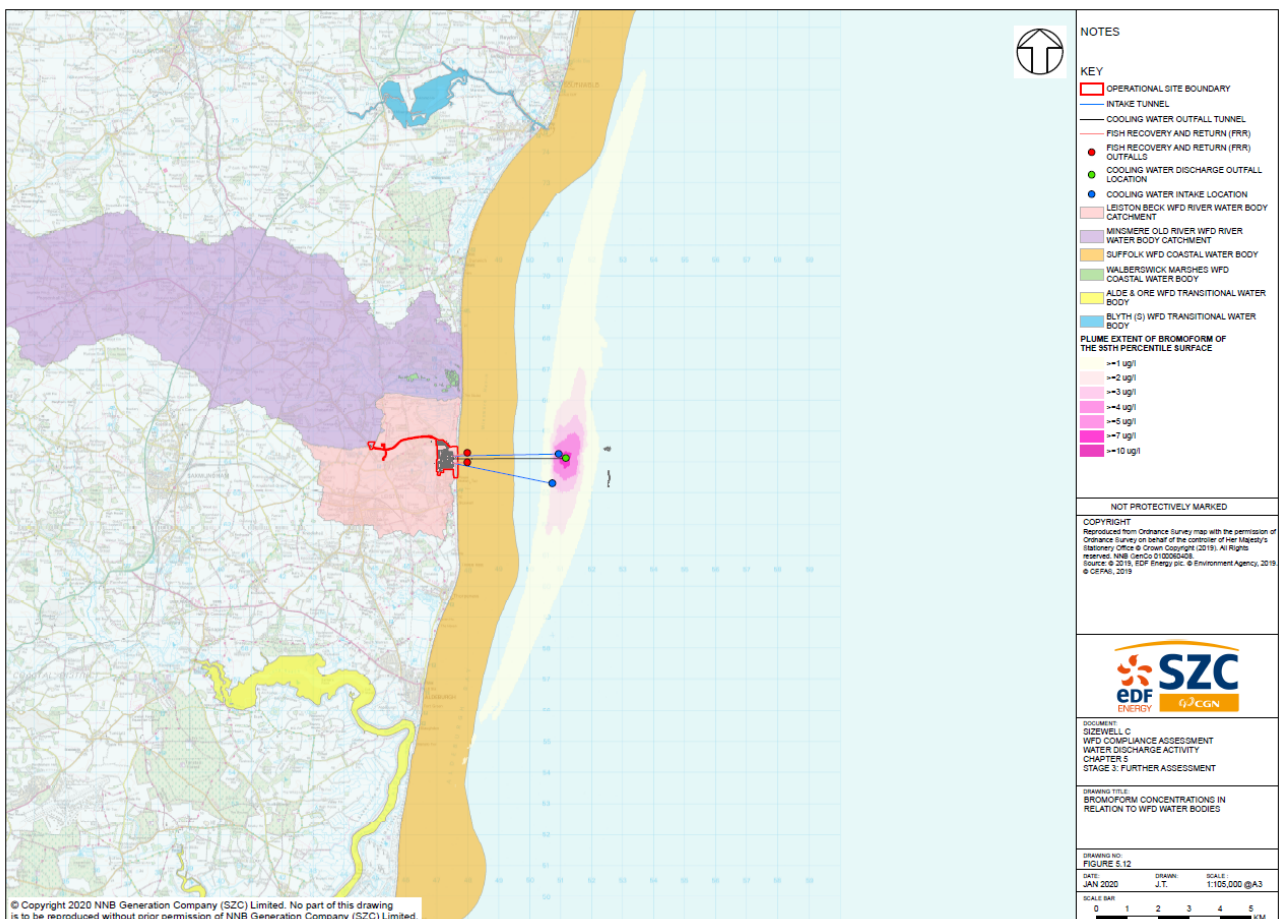 NOTES
KEY
OPERATIONAL SITE BOUNDARY
INTAKE TUNNEL
COOLING WATER OUTFALL TUNNEL
FISH RECOVERY AND RETURN (FRR)
FISH RECOVERY AND RETURN (FRR)
OUTFALLS
COOLING WATER DISCHARGE OUTFALL
LOCATION
COOLING WATER INTAKE LOCATION
LEISTON BECK WFD RIVER WATER BODY
CATCHMENT
MINSMERE OLD RIVER WFD RIVER
WATER BODY CATCHMENT
SUFFOLK WFD COASTAL WATER BODY
WALBERSWICK MARSHES WFD
COASTAL WATER BODY
ALDE & ORE WFD TRANSITIONAL WATER
BODY
BLYTH (S) WFD TRANSITIONAL WATER
BODY
PLUME EXTENT OF BROMOFORM OF
THE 95TH PERCENTILE SURFACE
>=1 ug/l
>=2 ug/l
>=3 ug/l
>=4 ug/l
>=5 ug/l
>=7 ug/l
>=10 ug/l
NOT PROTECTIVELY MARKED
COPYRIGHT
Reproduced from Ordnance Survey map with the permission of
Ordnance Survey on behalf of the controller of Her Majesty's
Stationery Office © Crown Copyright (2019). All Rights
reserved. NNB GenCo 0100060408.
Source: © 2019, EDF Energy plc. © Environment Agency, 2019.
© CEFAS, 2019
eDF
ENERGY
SZC
CGN
DOCUMENT:
SIZEWELL C
WFD COMPLIANCE ASSESSMENT
WATER DISCHARGE ACTIVITY
CHAPTER 5
STAGE 3: FURTHER ASSESSMENT
DRAWING TITLE:
BROMOFORM CONCENTRATIONS IN
RELATION TO WFD WATER BODIES
DRAWING NO:
FIGURE 5.12
DATE:
JAN 2020
DRAWN:
J.T.
SCALE :
1:105,000 @A3
SCALE BAR
0 1 2 3 4 5
KM
© Copyright 2020 NNB Generation Company (SZC) Limited. No part of this drawing
is to be reproduced without prior permission of NNB Generation Company (SZC) Limited.